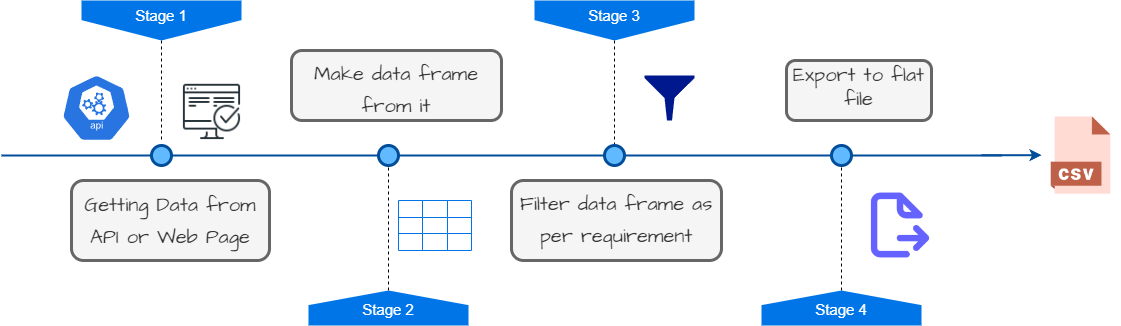 Stage 1
api
Getting Data from
API or Web Page
Make data frame
from it
Stage 2
Stage 3
Filter data frame as
per requirement
Export to flat
file
Stage 4
CSV